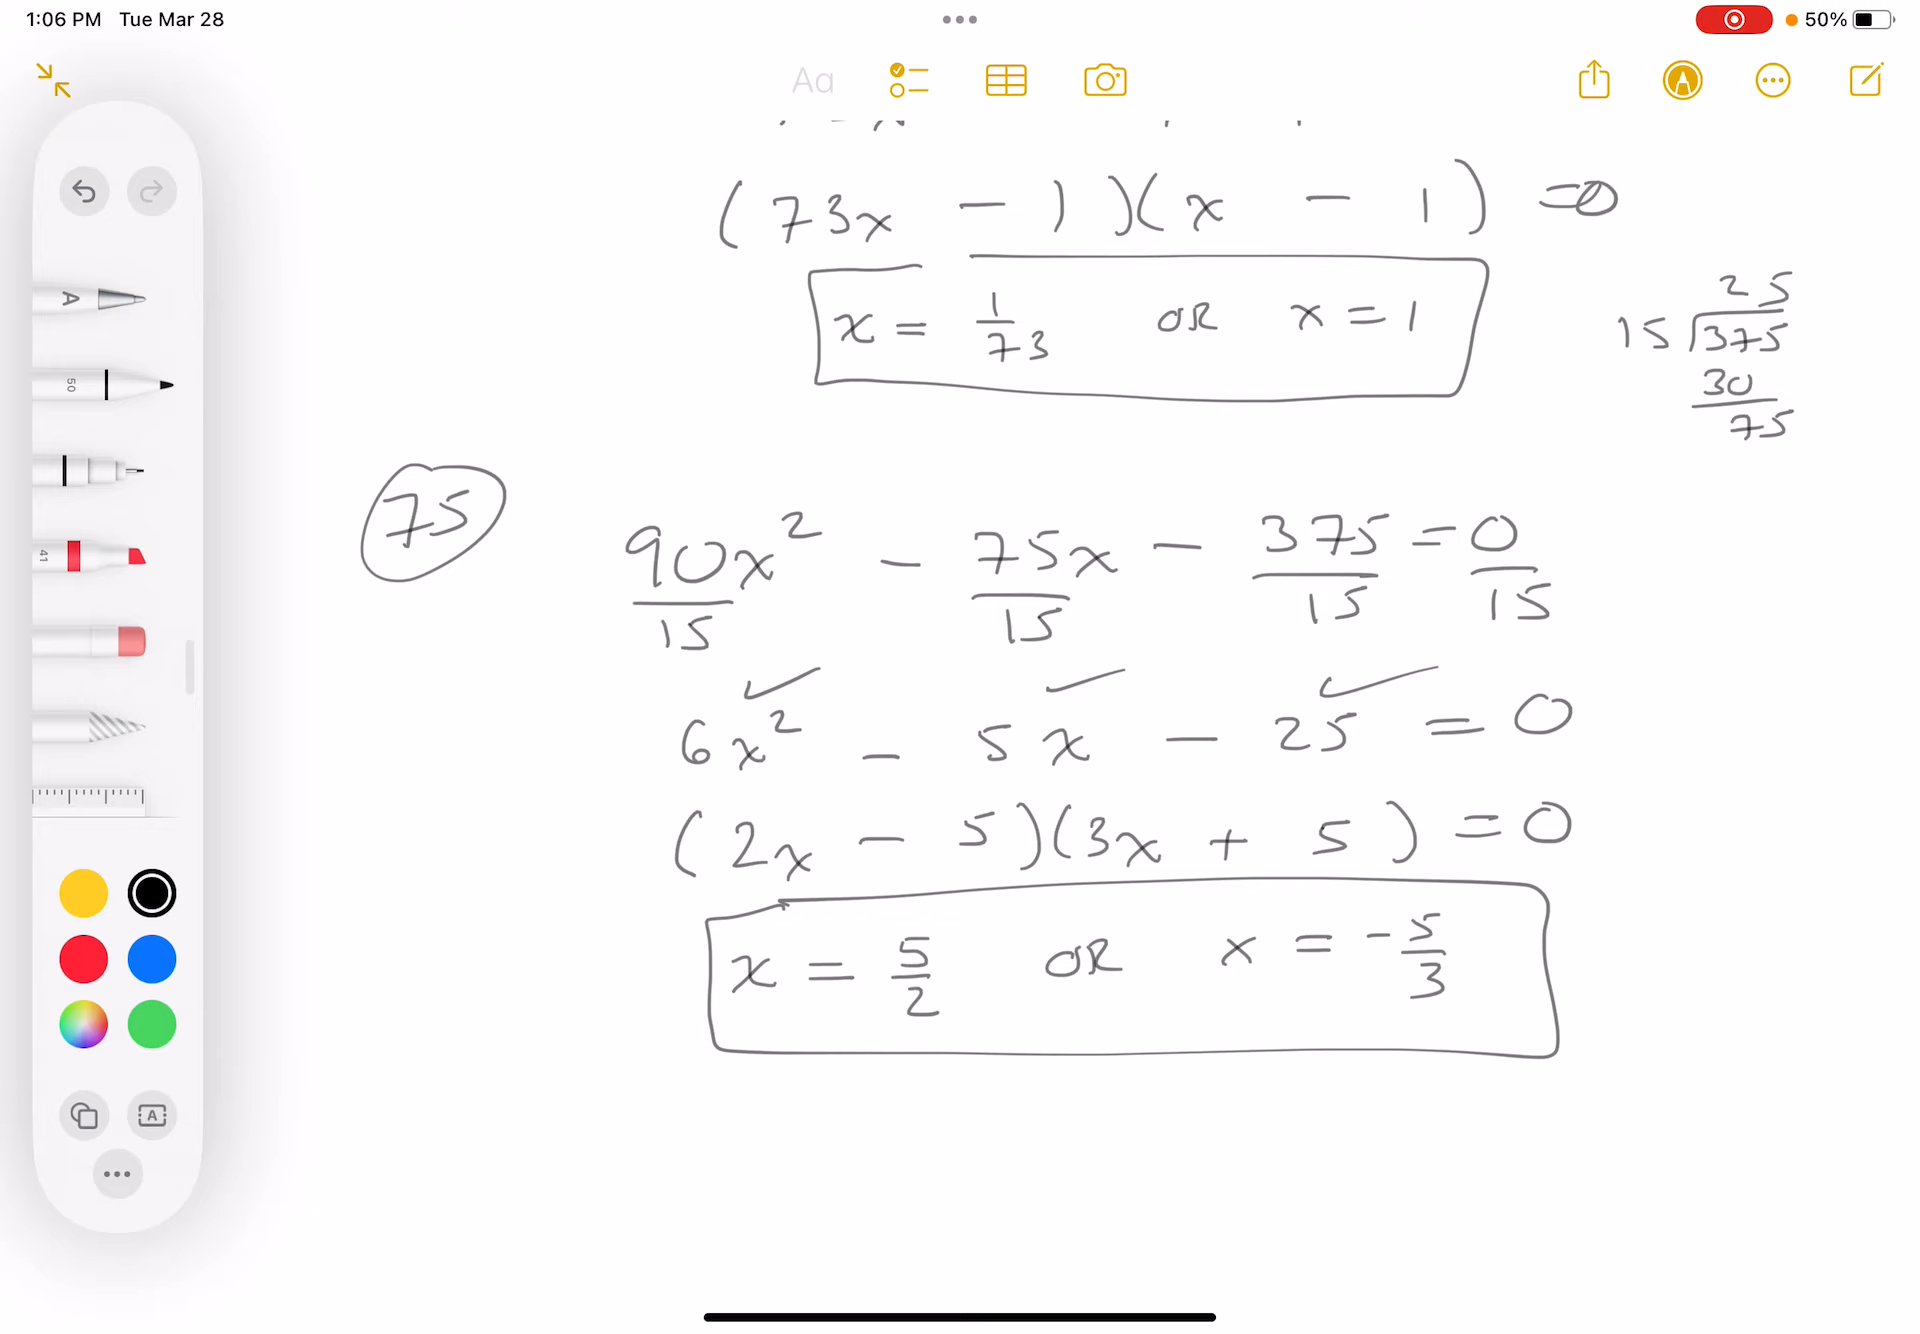 1:06 PM Tue Mar 28
50%
Aa
(73x - 1)(x - 1) = 0
x = 1/73 OR x = 1
25
15 375
30
75
75
90x² - 75x - 375 = 0
15 15 15 15
6x² - 5x - 25 = 0
(2x - 5)(3x + 5) = 0
x = 5/2 OR x = -5/3
A
50
41
A